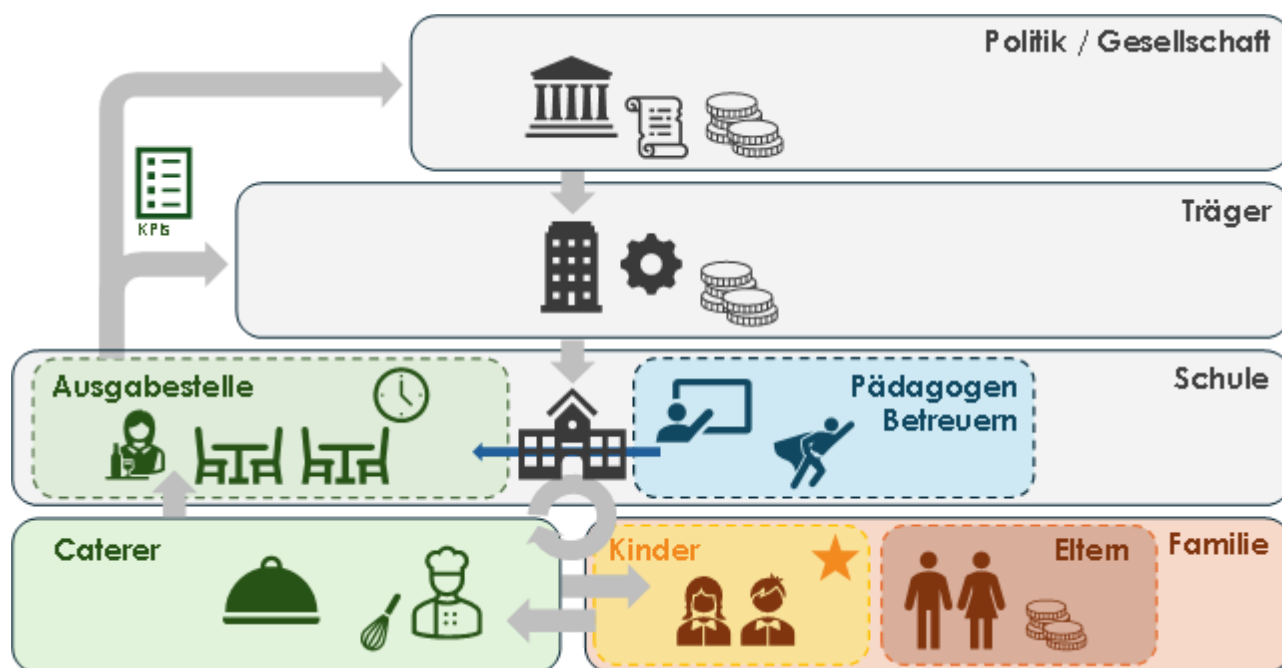 Politik / Gesellschaft
KPIs
Träger
Ausgabestelle
Pädagogen
Betreuern
Schule
Caterer
Kinder
Eltern
Familie